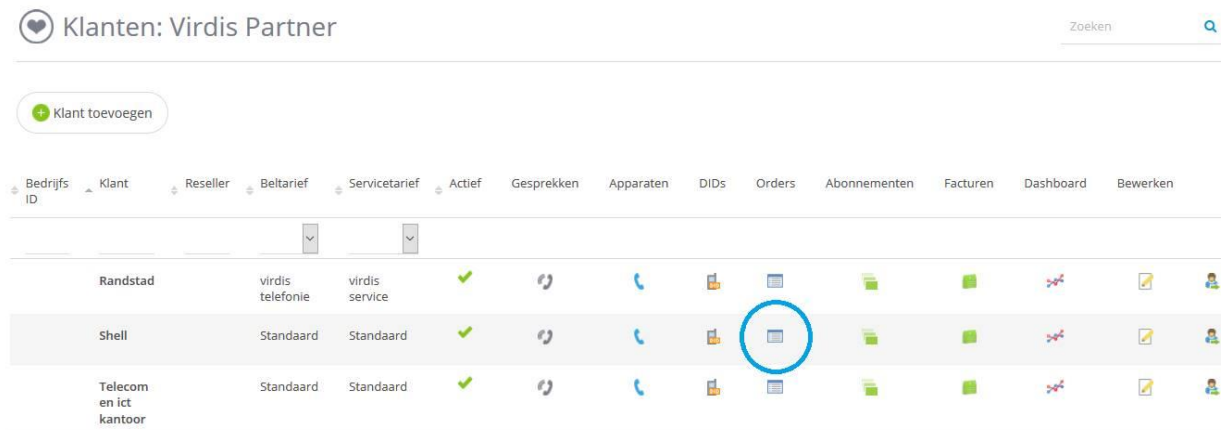 Klanten: Virdis Partner
Zoeken
Klant toevoegen
Bedrijfs ID Klant Reseller Beltarief Servicetarief Actief Gesprekken Apparaten DIDs Orders Abonnementen Facturen Dashboard Bewerken
Randstad virdis telefonie virdis service
Shell Standaard Standaard
Telecom en ict kantoor Standaard Standaard